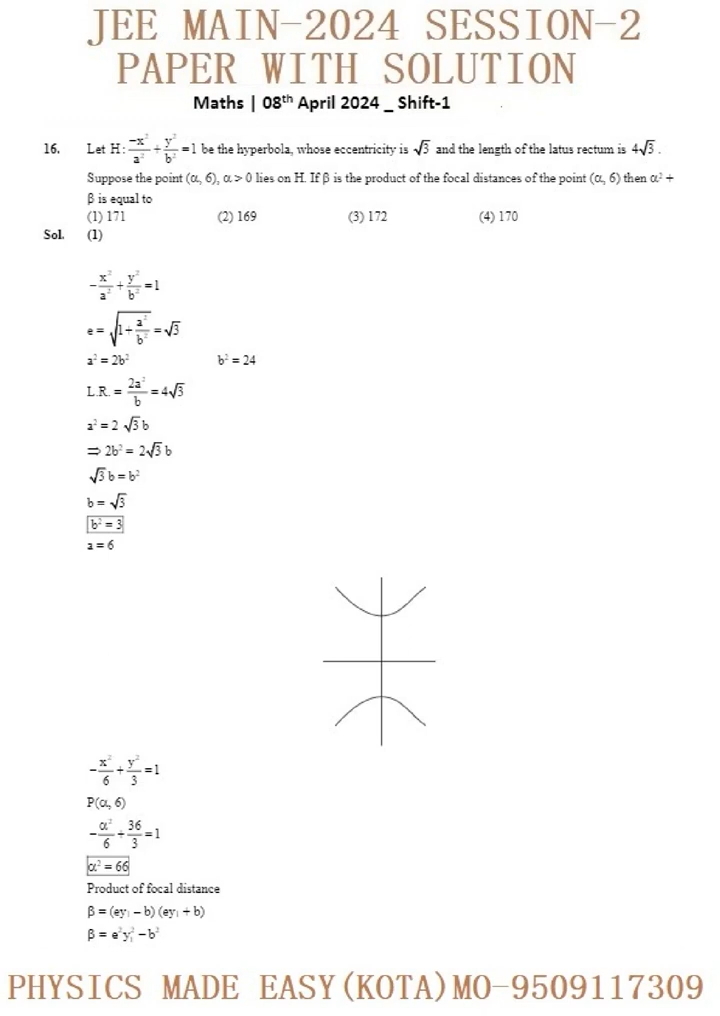 JEE MAIN-2024 SESSION-2
PAPER WITH SOLUTION
Maths | 08th April 2024 _ Shift-1
16. Let H: -x²/a² + y²/b² = 1 be the hyperbola, whose eccentricity is √3 and the length of the latus rectum is 4√3 .
Suppose the point (α, 6), α > 0 lies on H. If β is the product of the focal distances of the point (α, 6) then α² +
β is equal to
(1) 171 (2) 169 (3) 172 (4) 170
Sol. (1)
-x²/a² + y²/b² = 1
e = √(1+a²/b²) = √3
a² = 2b² b² = 24
L.R. = 2a²/b = 4√3
a² = 2 √3 b
⇒ 2b² = 2√3 b
√3 b = b²
b = √3
b² = 3
a = 6
-x²/6 + y²/3 = 1
P(α, 6)
-α²/6 + 36/3 = 1
α² = 66
Product of focal distance
β = (ey₁ – b) (ey₁ + b)
β = e²y₁² – b²
PHYSICS MADE EASY(KOTA)MO-9509117309